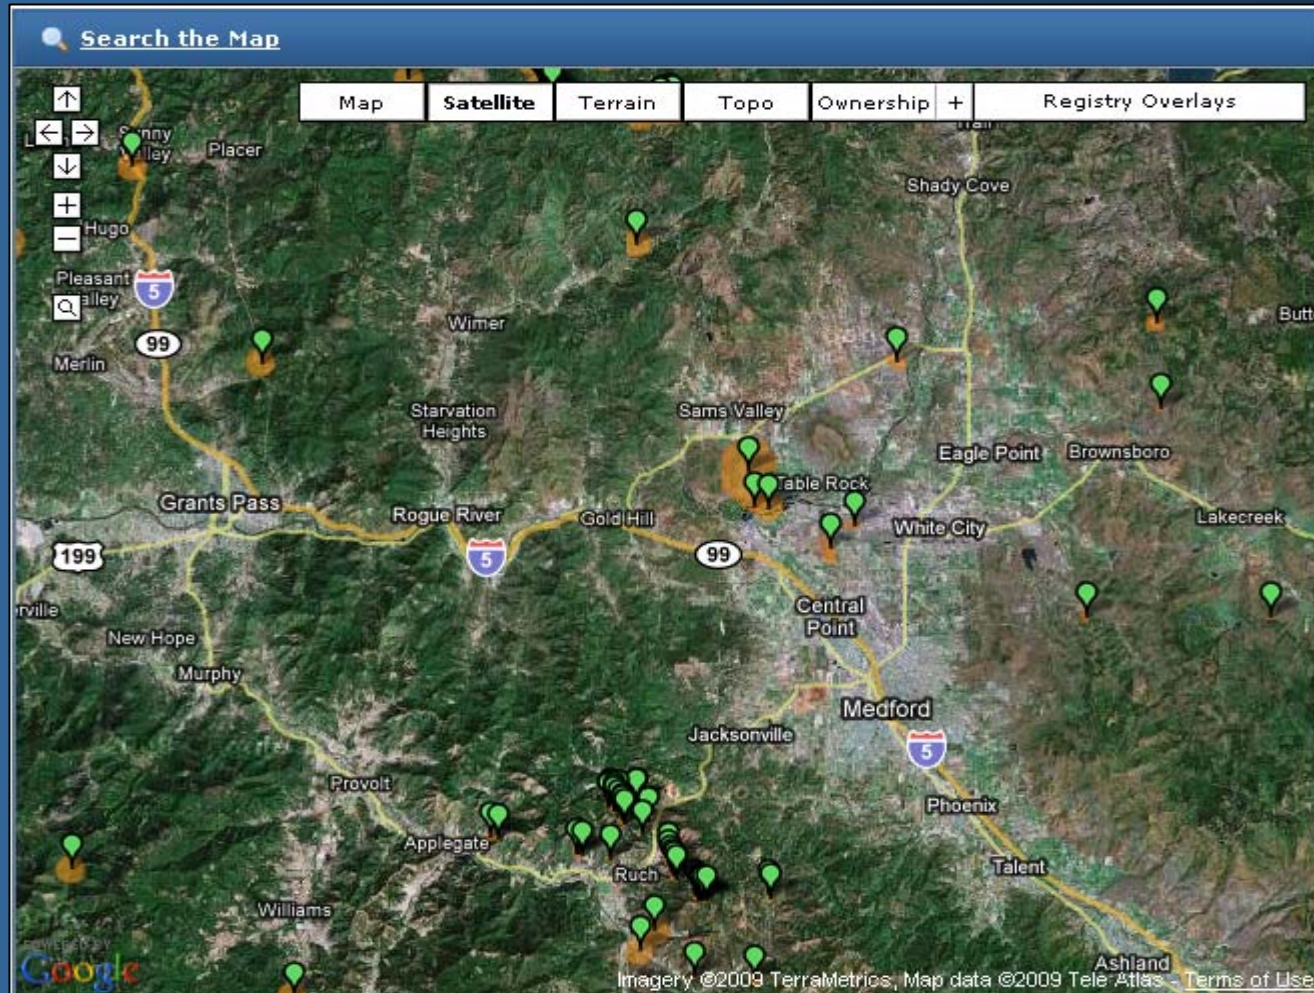 Search the Map
Map
Satellite
Terrain
Topo
Ownership
+
Registry Overlays
Placer
Shady Cove
Hugo
Pleasant
5
Wimer
99
Merlin
Starvation
Heights
Sams Valley
Eagle Point
Brownsboro
Table Rock
Grants Pass
Rogue River
Gold Hill
White City
Lakecreek
199
5
99
Central
Point
New Hope
Murphy
Medford
Jacksonville
5
Provolt
Phoenix
Applegate
Talent
Ruch
Williams
POWERED BY
Google
Ashland
Imagery ©2009 TerraMetrics, Map data ©2009 Tele Atlas - Terms of Use